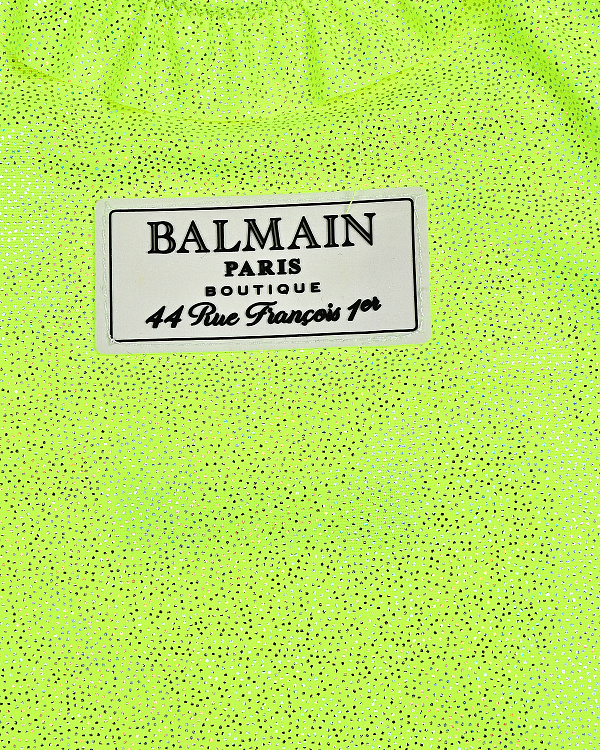 BALMAIN
PARIS
BOUTIQUE
44 Rue François 1er